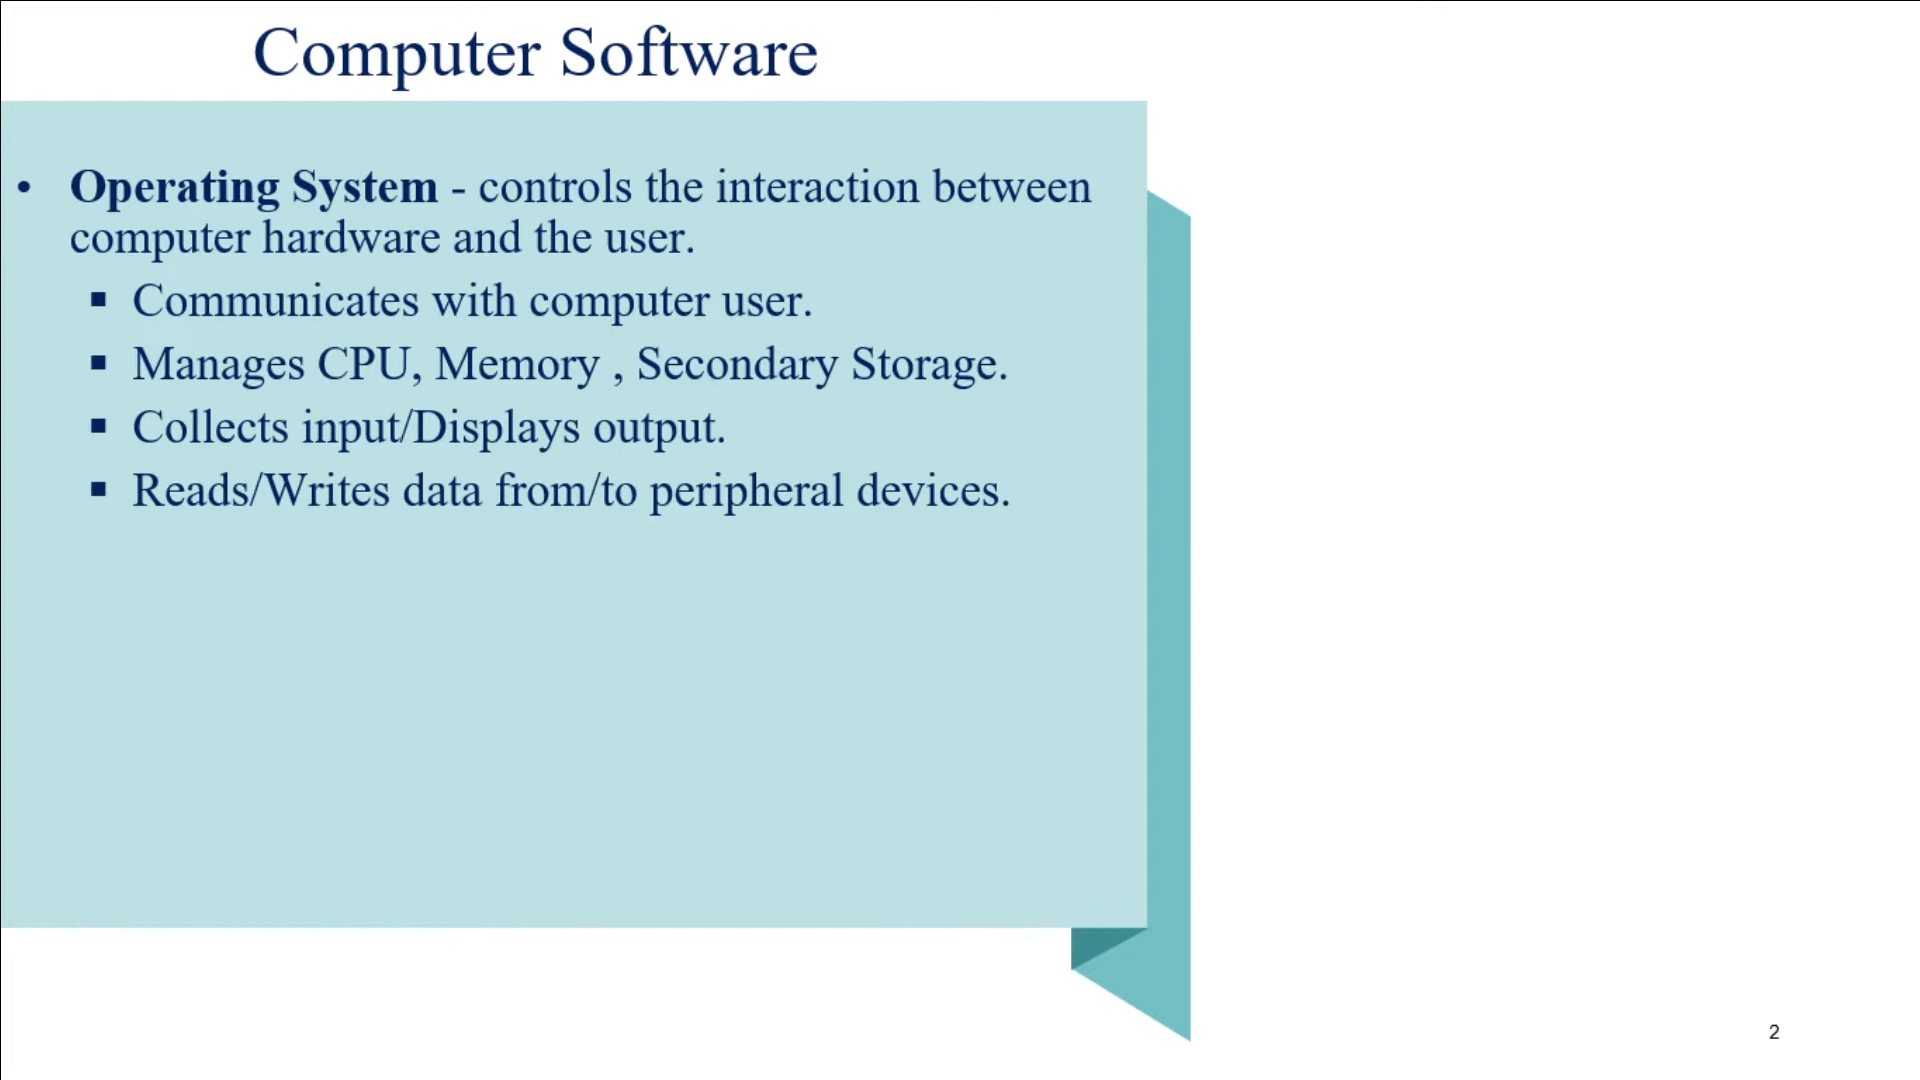 Computer Software
• Operating System - controls the interaction between
computer hardware and the user.
▪ Communicates with computer user.
▪ Manages CPU, Memory , Secondary Storage.
▪ Collects input/Displays output.
▪ Reads/Writes data from/to peripheral devices.
2